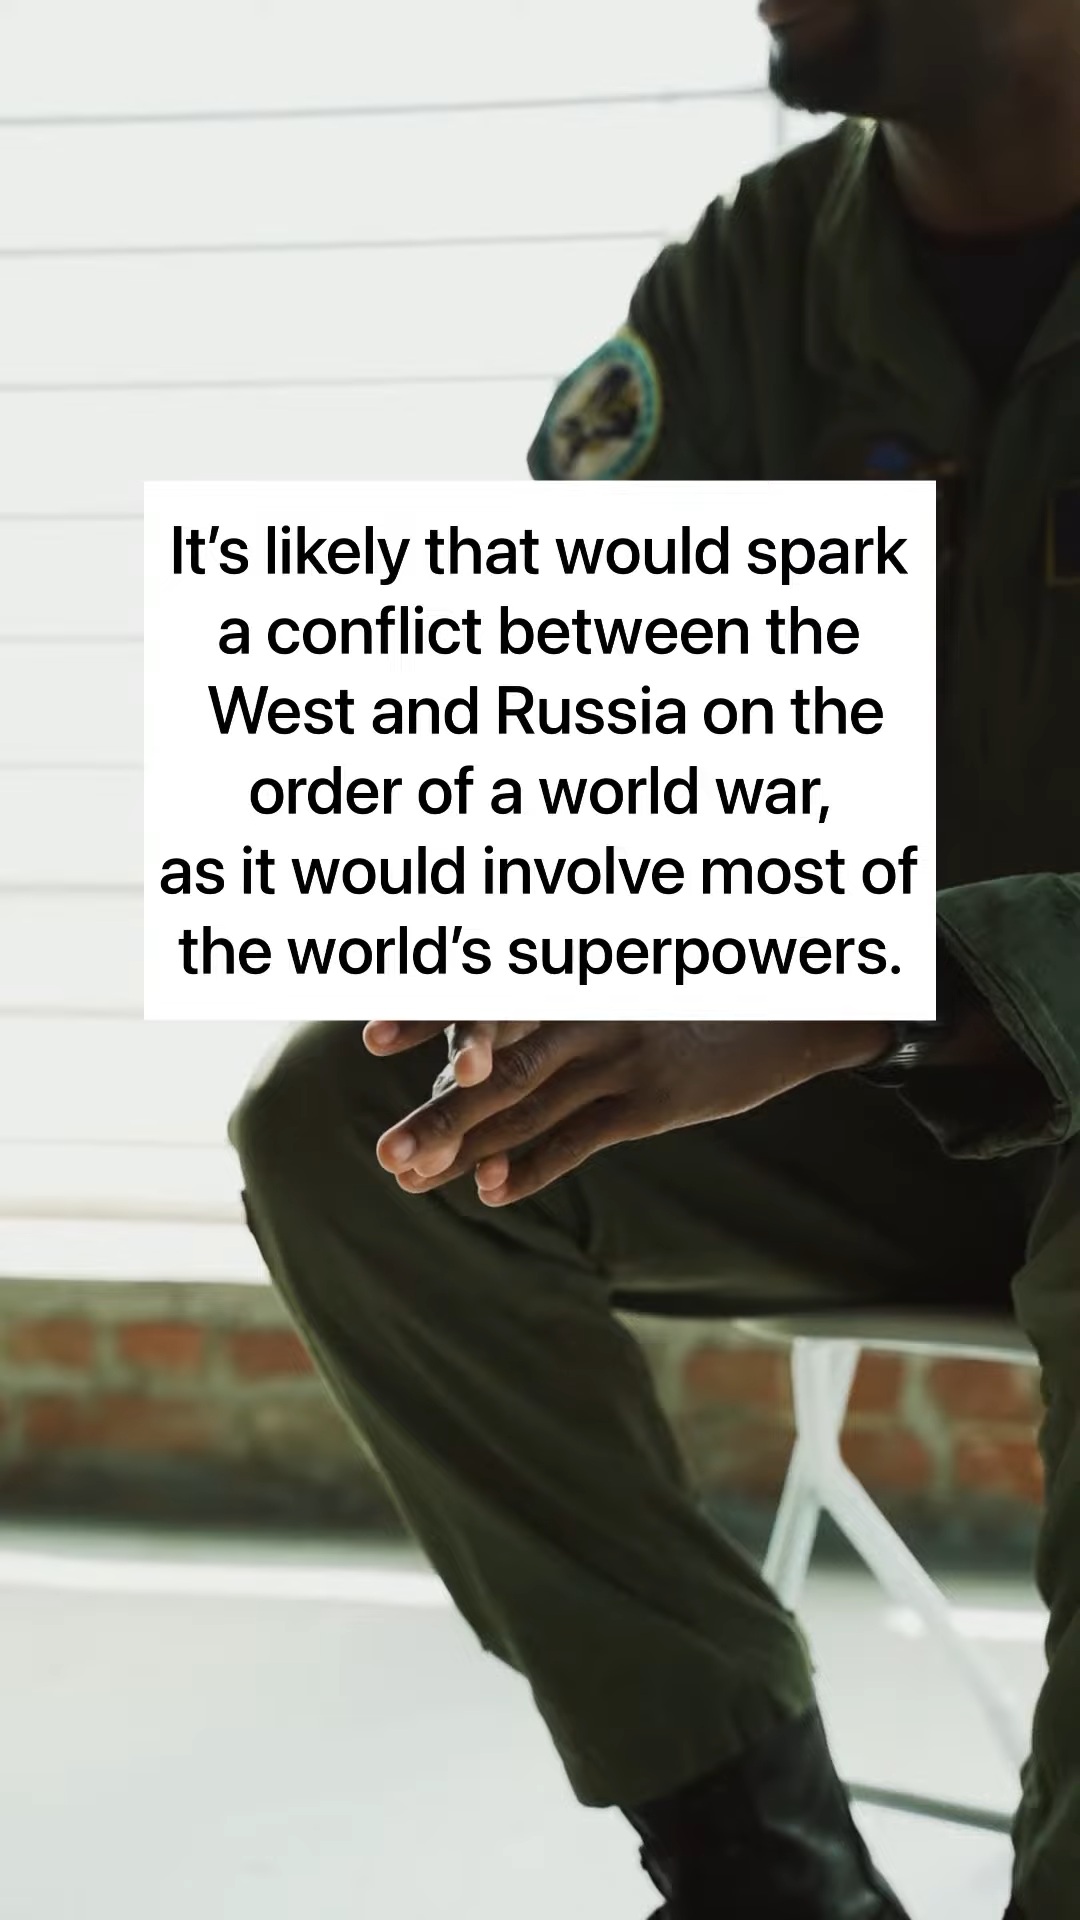 It’s likely that would spark
a conflict between the
West and Russia on the
order of a world war,
as it would involve most of
the world’s superpowers.